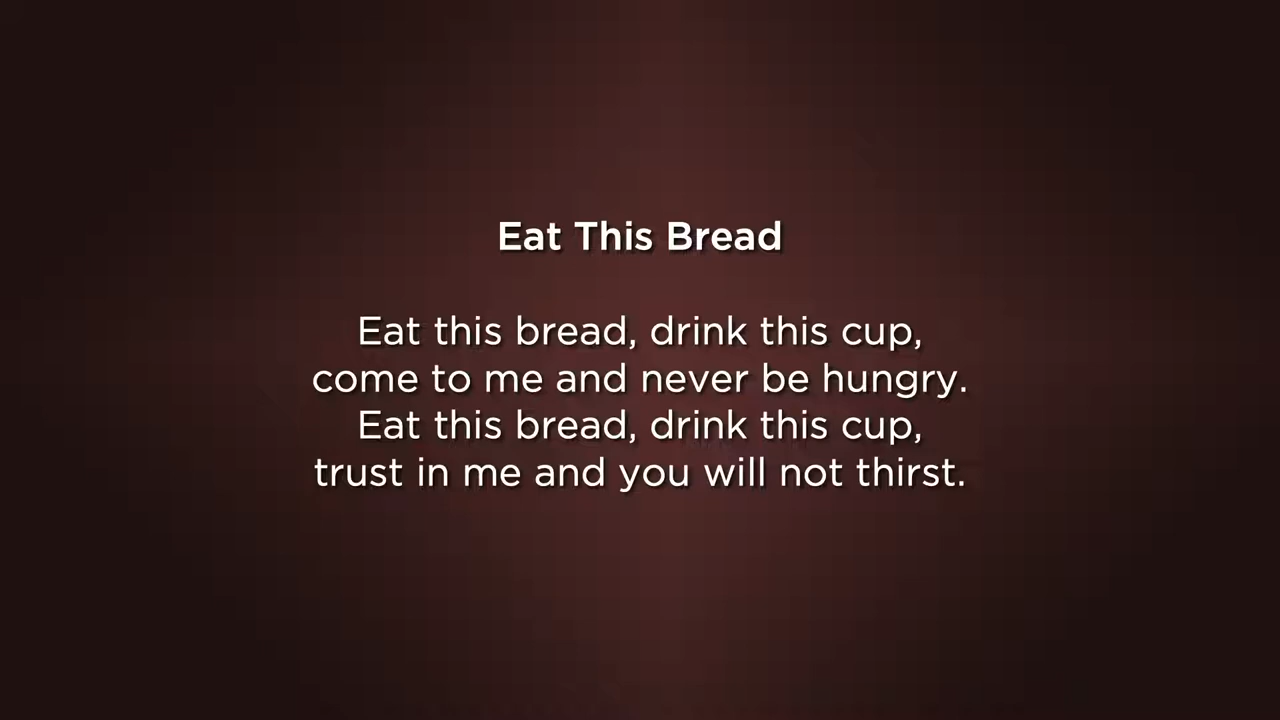 Eat This Bread
Eat this bread, drink this cup,
come to me and never be hungry.
Eat this bread, drink this cup,
trust in me and you will not thirst.